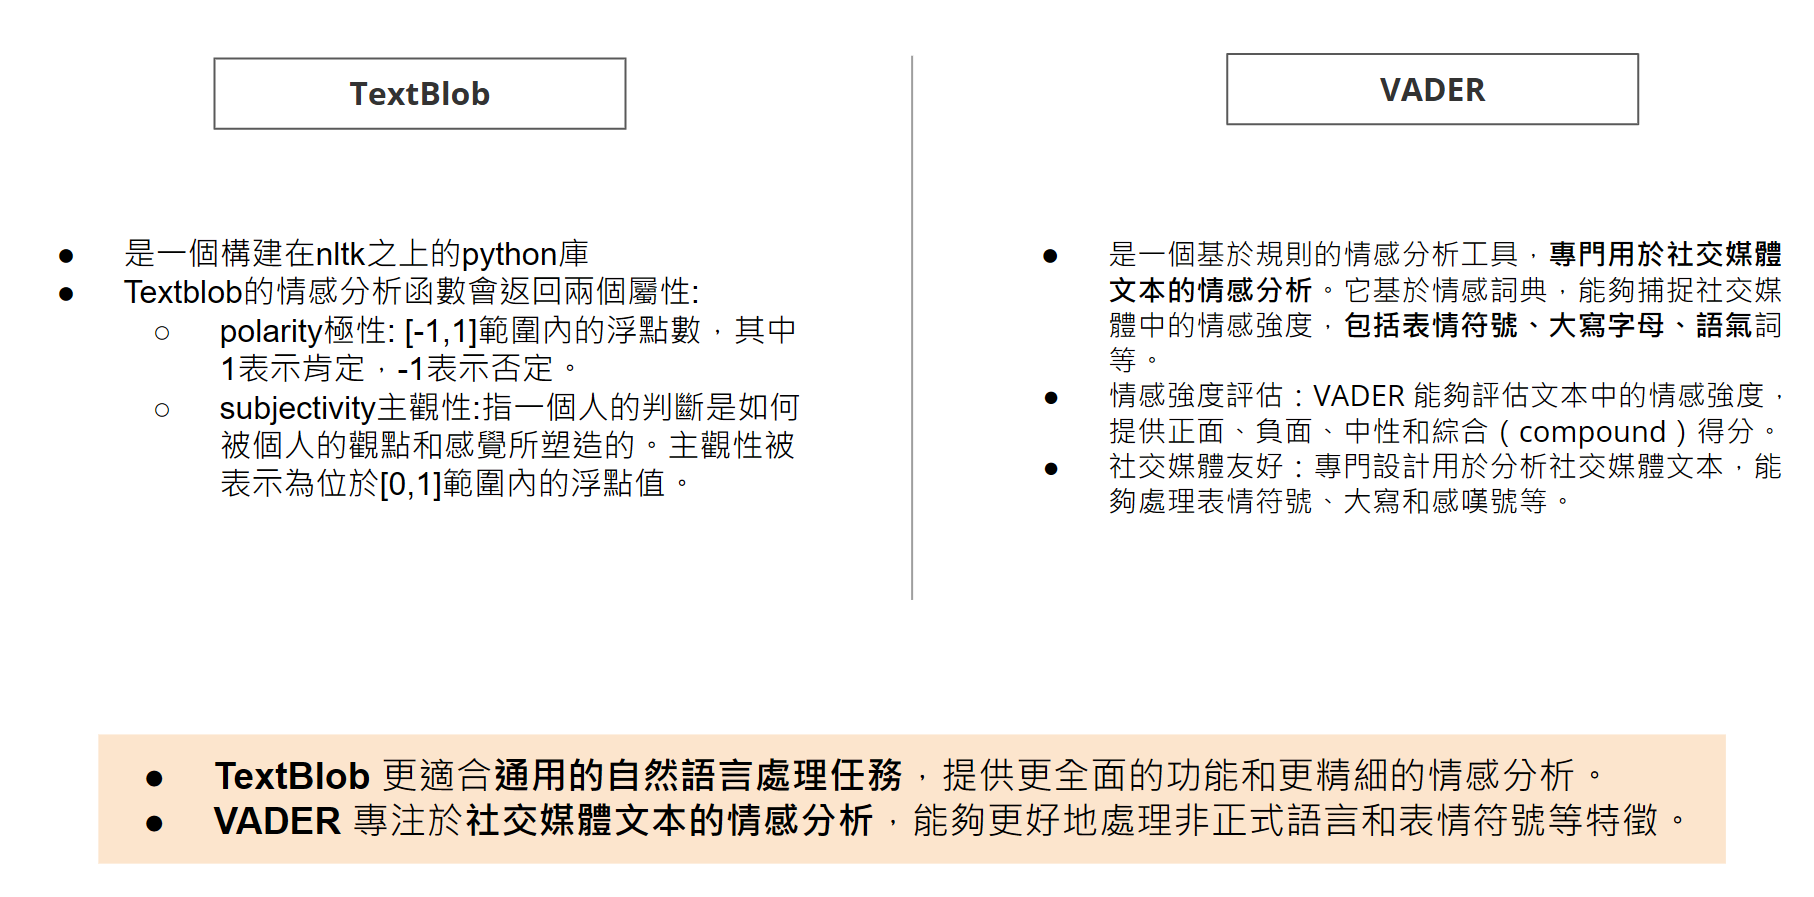 TextBlob
● 是一個構建在nltk之上的python庫
● Textblob的情感分析函數會返回兩個屬性:
○ polarity極性: [-1,1]範圍內的浮點數，其中
1表示肯定，-1表示否定。
○ subjectivity主觀性:指一個人的判斷是如何
被個人的觀點和感覺所塑造的。主觀性被
表示為位於[0,1]範圍內的浮點值。
VADER
● 是一個基於規則的情感分析工具，專門用於社交媒體
文本的情感分析。它基於情感詞典，能夠捕捉社交媒
體中的情感強度，包括表情符號、大寫字母、語氣詞
等。
● 情感強度評估：VADER 能夠評估文本中的情感強度，
提供正面、負面、中性和綜合（compound）得分。
● 社交媒體友好：專門設計用於分析社交媒體文本，能
夠處理表情符號、大寫和感嘆號等。
● TextBlob 更適合通用的自然語言處理任務，提供更全面的功能和更精細的情感分析。
● VADER 專注於社交媒體文本的情感分析，能夠更好地處理非正式語言和表情符號等特徵。